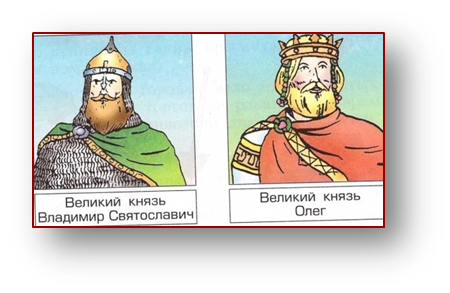 Великий князь
Владимир Святославич
Великий князь
Олег